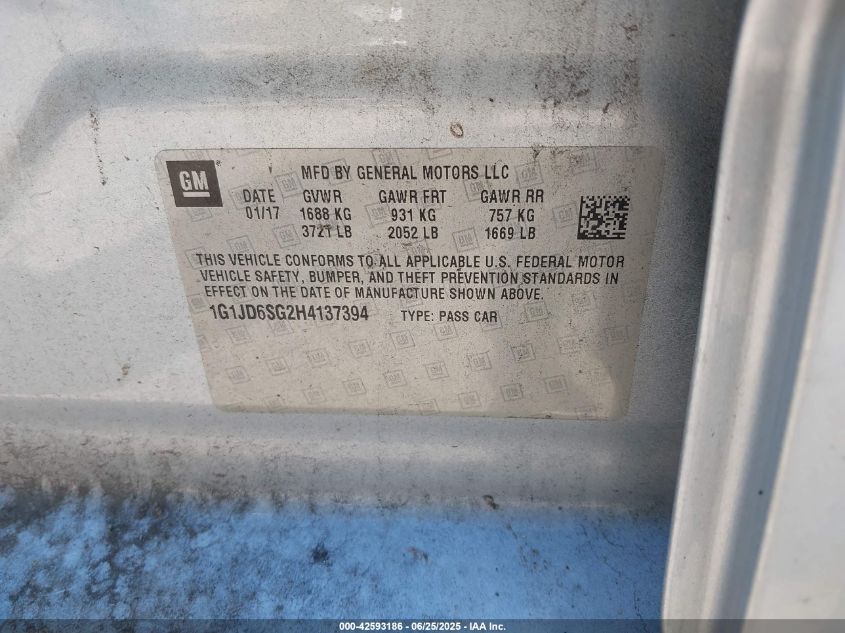 GM
MFD BY GENERAL MOTORS LLC
DATE GVWR GAWR FRT GAWR RR
01/17 1688 KG 931 KG 757 KG
3721 LB 2052 LB 1669 LB
THIS VEHICLE CONFORMS TO ALL APPLICABLE U.S. FEDERAL MOTOR
VEHICLE SAFETY, BUMPER, AND THEFT PREVENTION STANDARDS IN
EFFECT ON THE DATE OF MANUFACTURE SHOWN ABOVE.
1G1JD6SG2H4137394 TYPE: PASS CAR
000-42593186 - 06/25/2025 - IAA Inc.